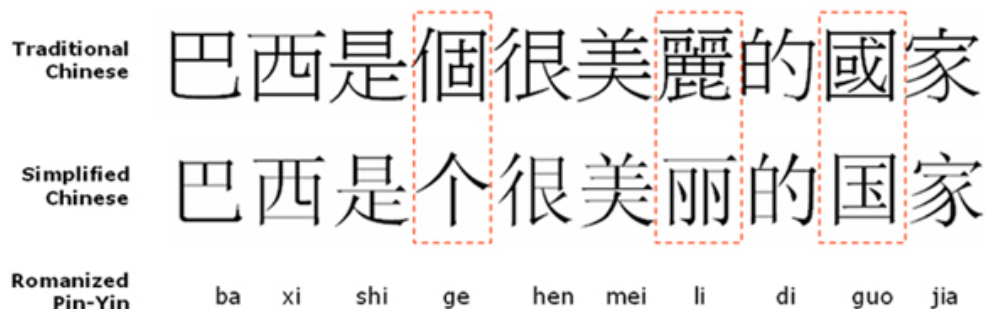 Traditional
Chinese
巴西是個很美麗的國家
Simplified
Chinese
巴西是个很美丽的国家
Romanized
Pin-Yin
ba xi shi ge hen mei li di guo jia